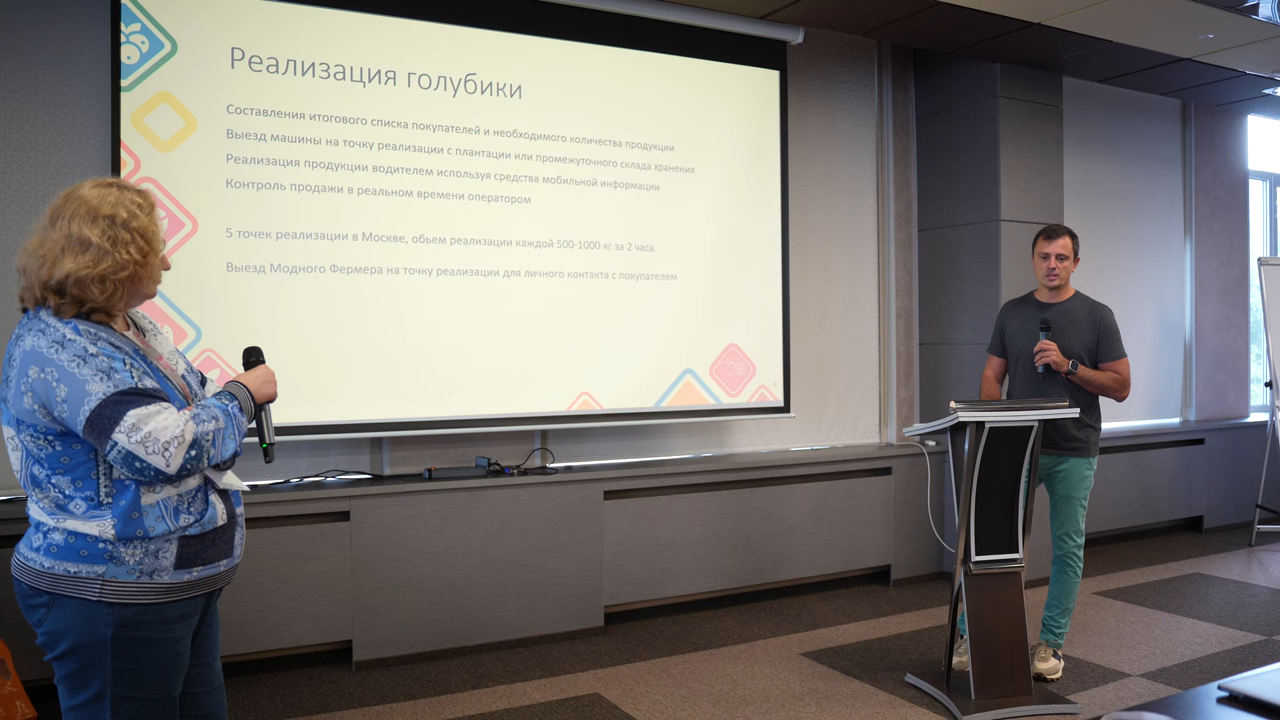 Реализация голубики
Составления итогового списка покупателей и необходимого количества продукции
Выезд машины на точку реализации с плантации или промежуточного склада хранения
Реализация продукции водителем используя средства мобильной информации
Контроль продажи в реальном времени оператором
5 точек реализации в Москве, обьем реализации каждой 500-1000 кг за 2 часа.
Выезд Модного Фермера на точку реализации для личного контакта с покупателем